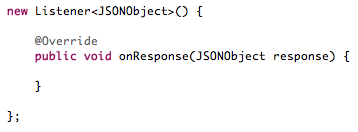 new Listener<JSONObject>() {
@Override
public void onResponse(JSONObject response) {
}
};